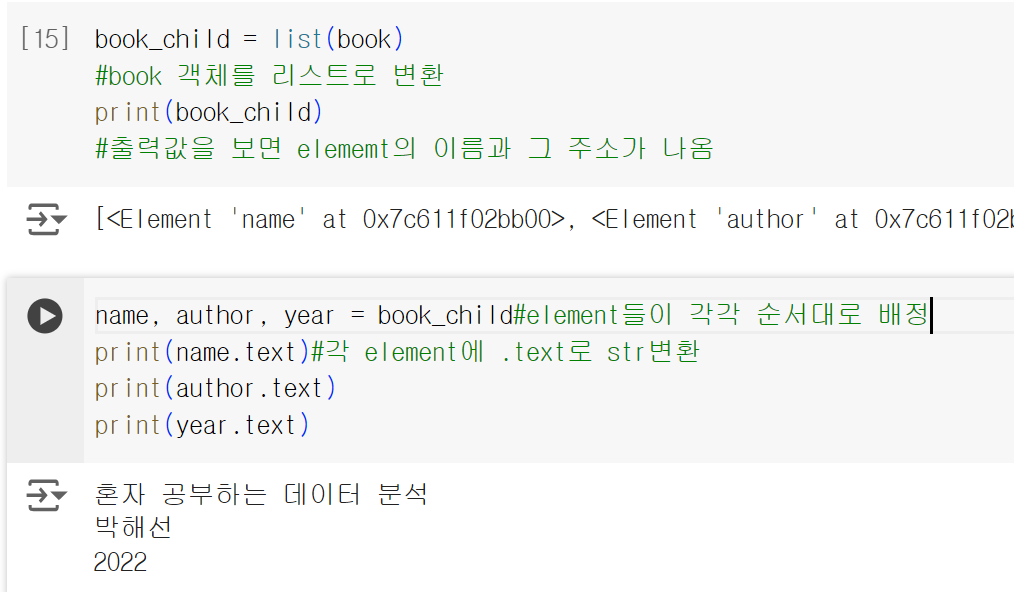 [15] book_child = list(book)
#book 객체를 리스트로 변환
print(book_child)
#출력값을 보면 elememt의 이름과 그 주소가 나옴
[<Element 'name' at 0x7c611f02bb00>, <Element 'author' at 0x7c611f02
name, author, year = book_child#element들이 각각 순서대로 배정
print(name.text)#각 element에 .text로 str변환
print(author.text)
print(year.text)
혼자 공부하는 데이터 분석
박해선
2022